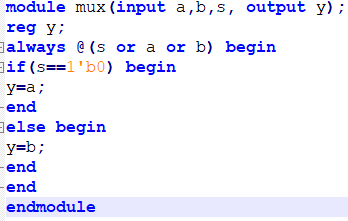 module mux(input a,b,s, output y);
reg y;
always @(s or a or b) begin
if(s==1'b0) begin
y=a;
end
else begin
y=b;
end
end
endmodule